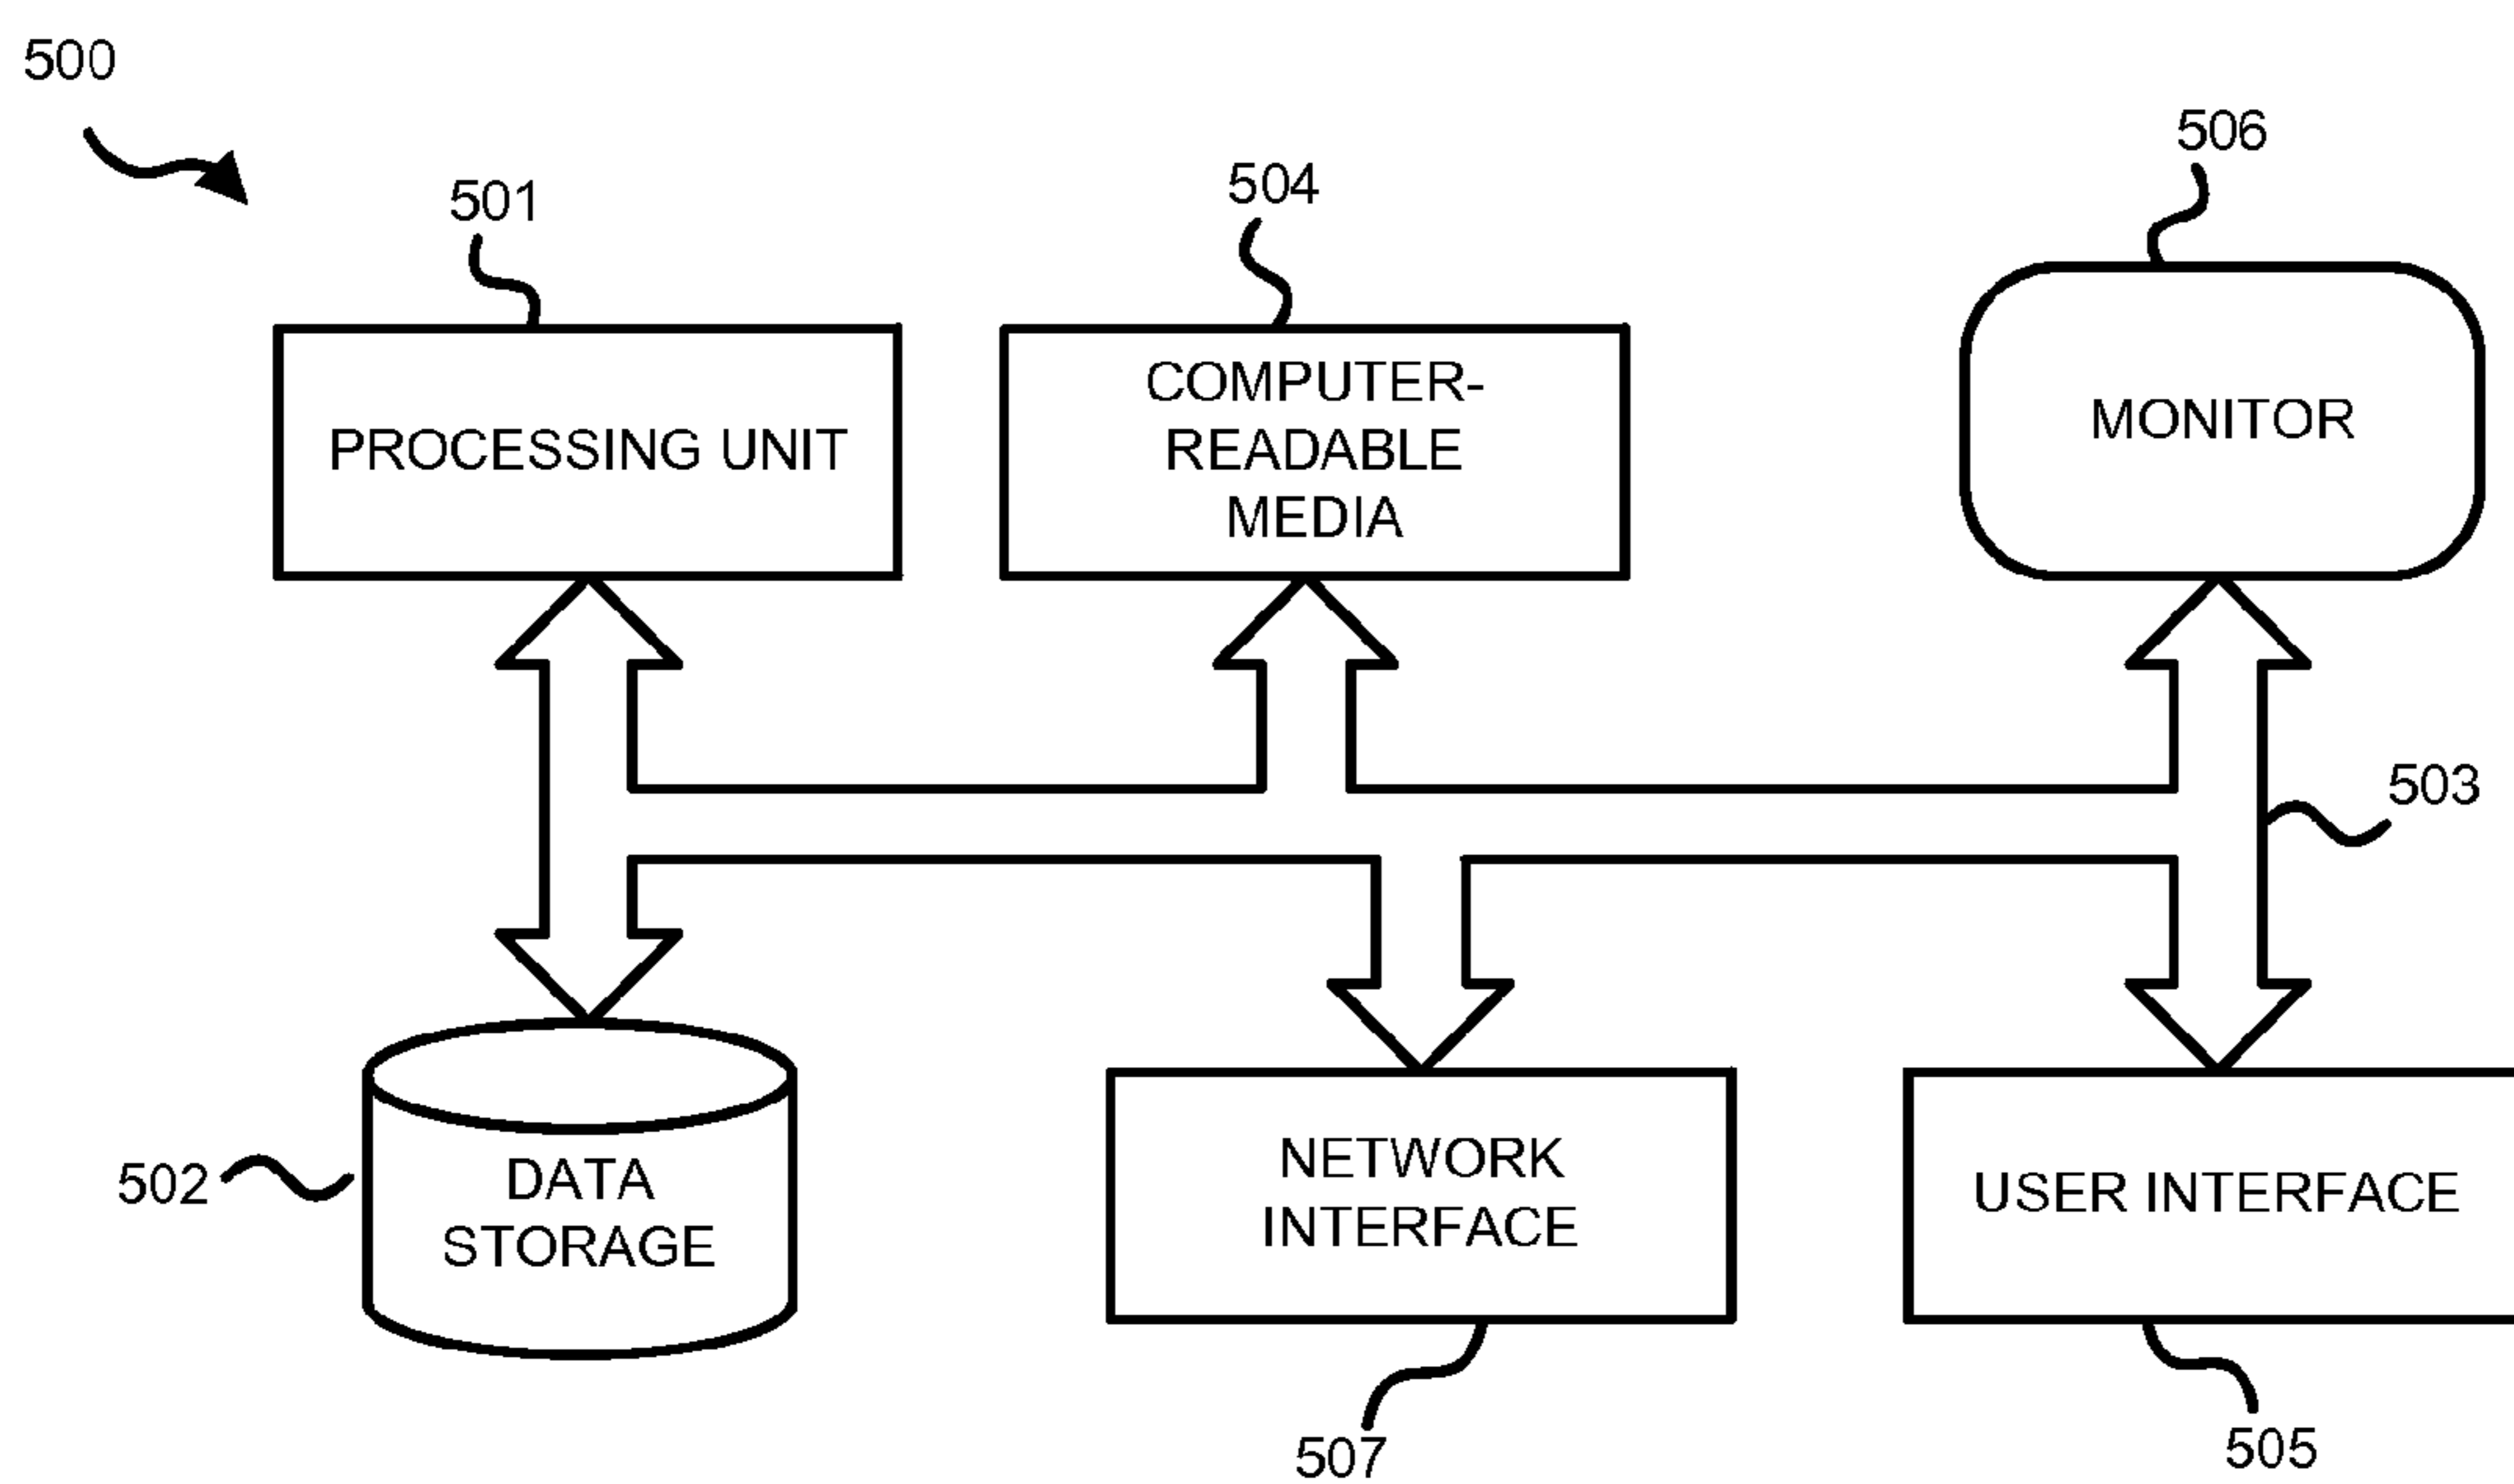 500
501
504
506
PROCESSING UNIT
COMPUTER-
READABLE
MEDIA
MONITOR
503
502
DATA
STORAGE
NETWORK
INTERFACE
USER INTERFACE
507
505